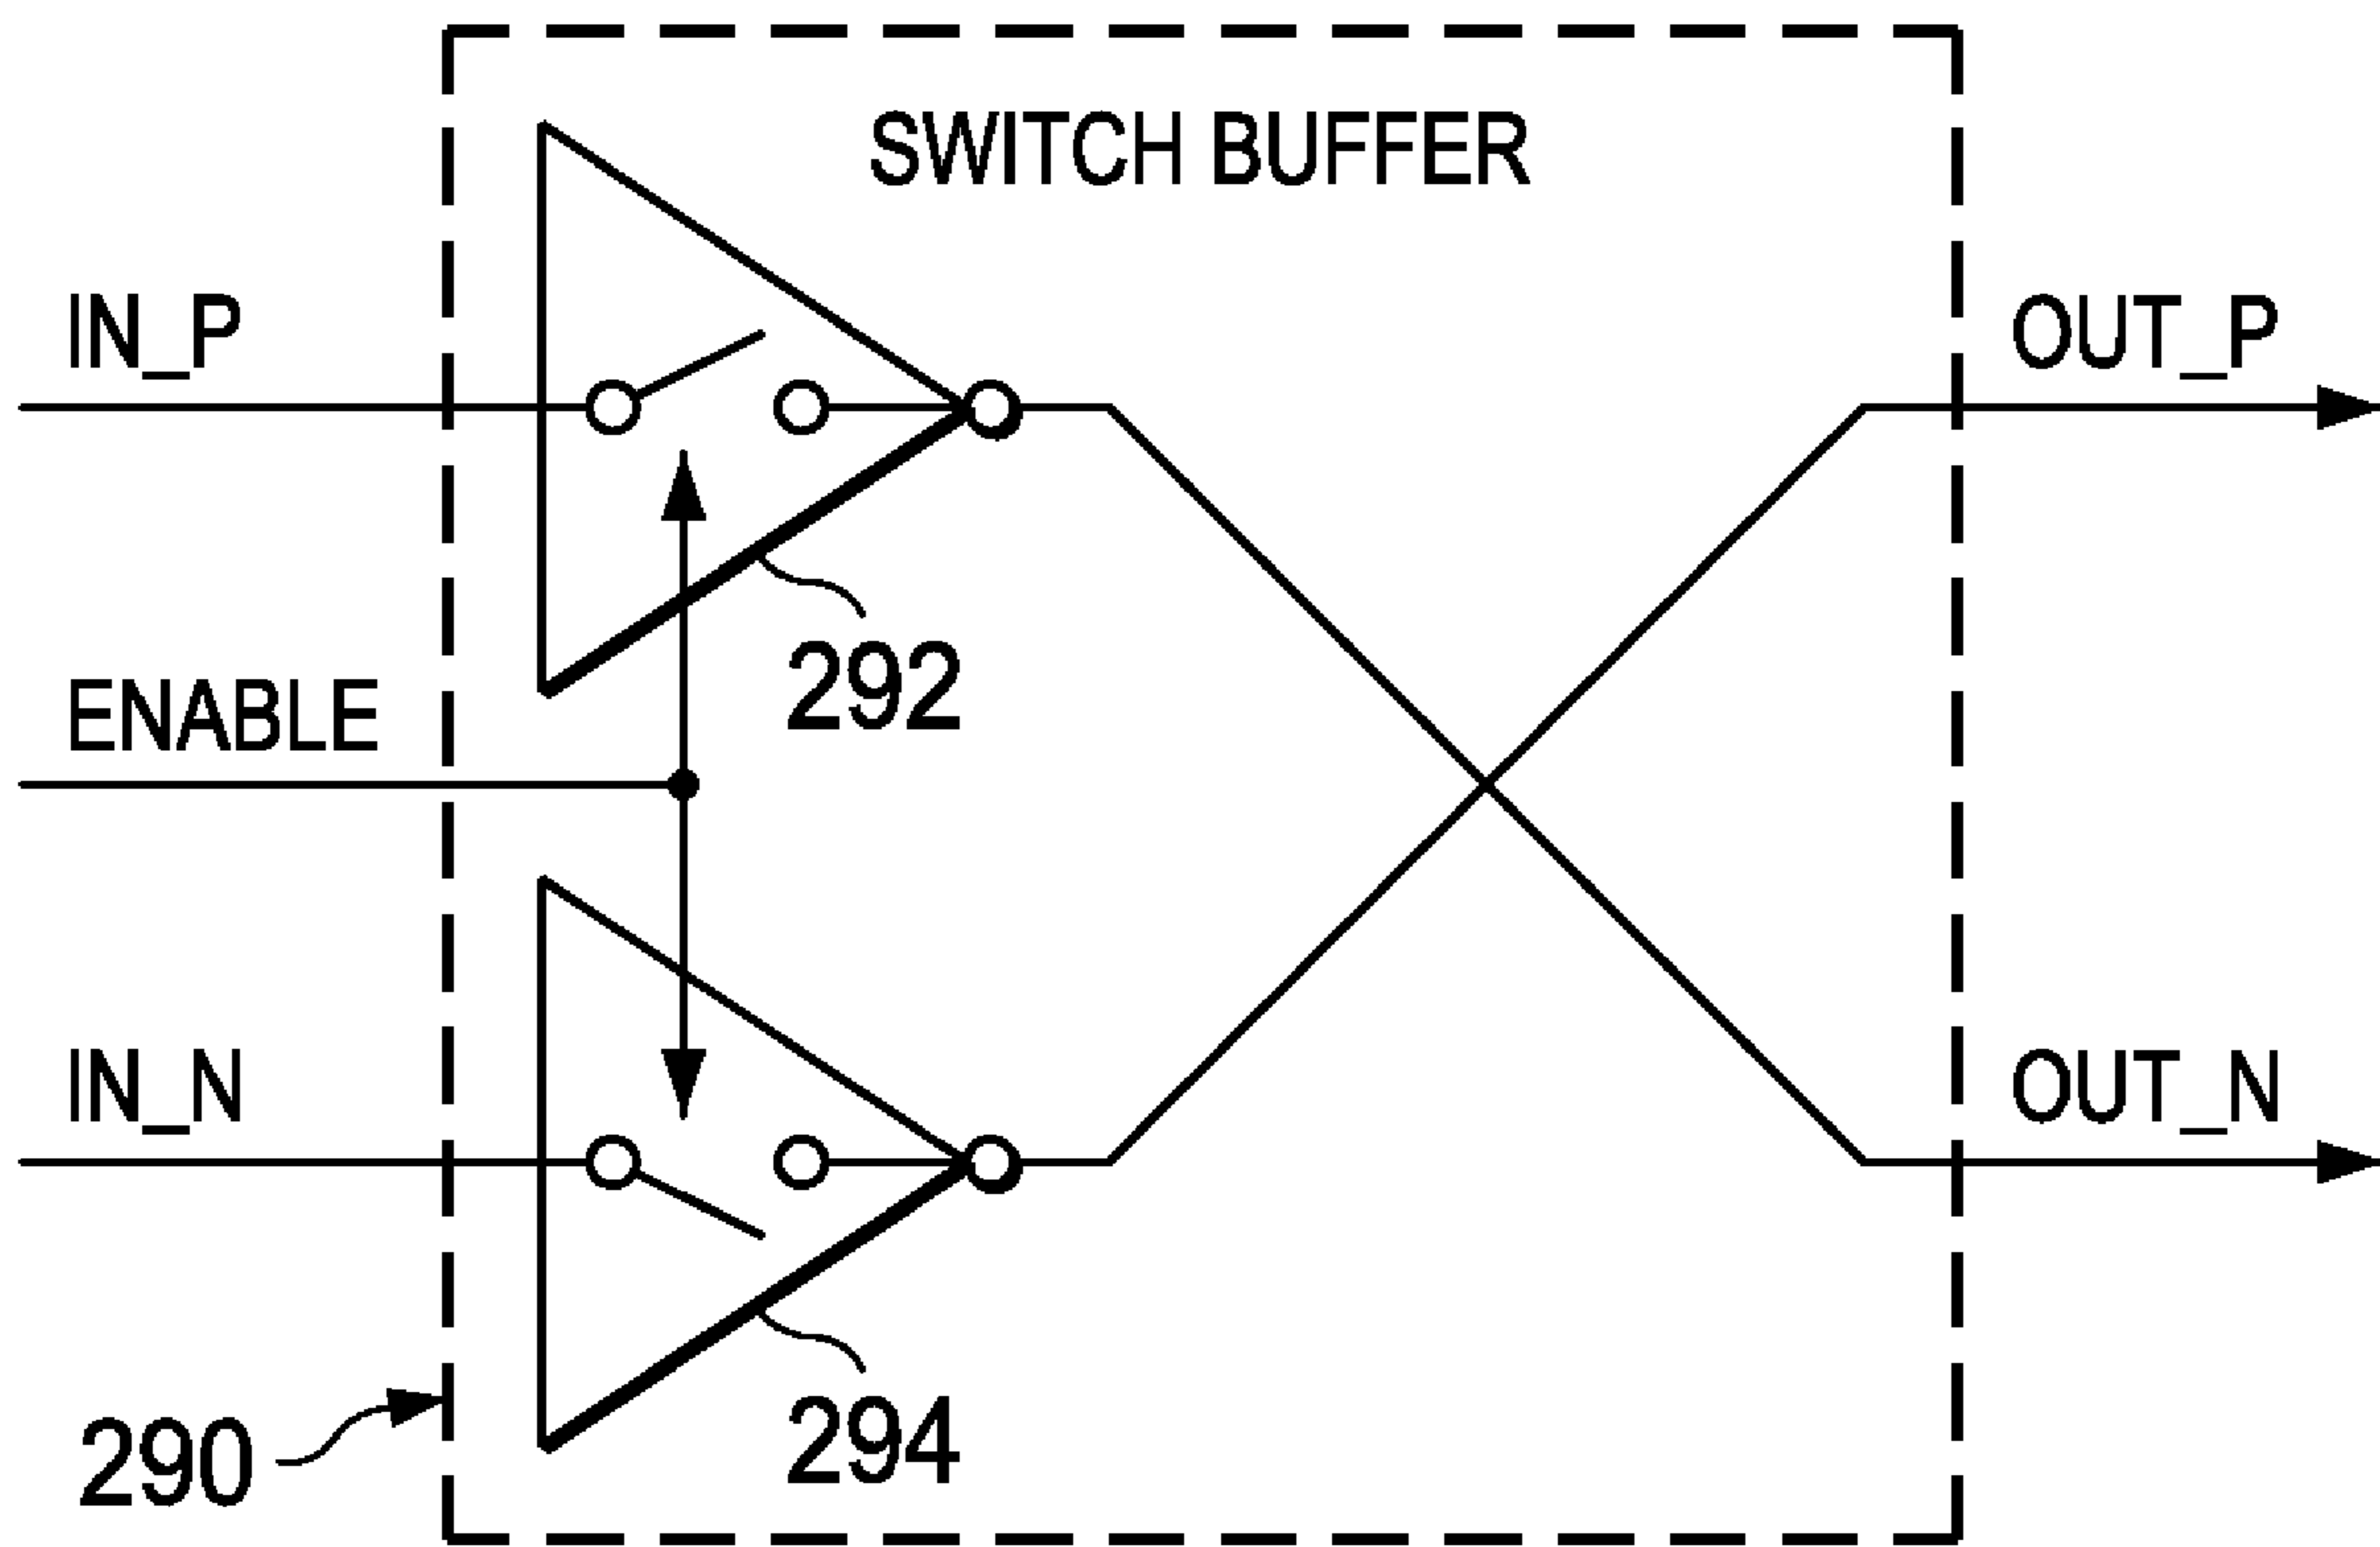 SWITCH BUFFER
IN_P
OUT_P
292
ENABLE
IN_N
OUT_N
294
290